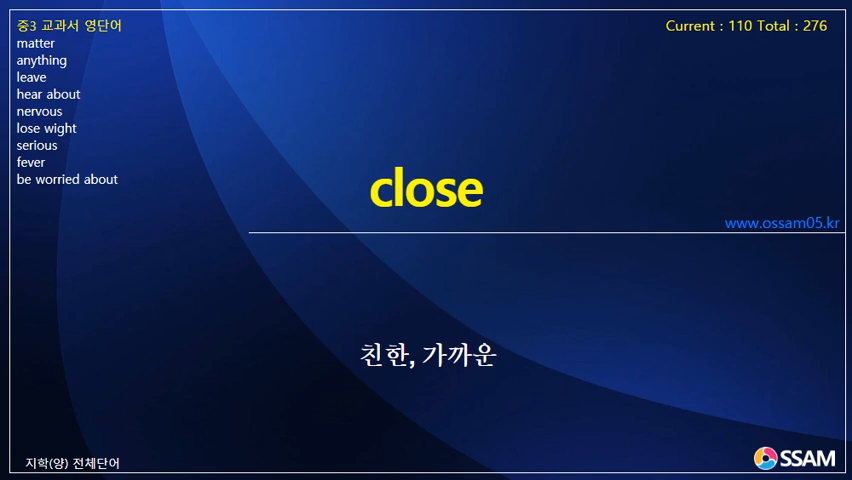 중3 교과서 영단어
Current : 110 Total : 276
matter
anything
leave
hear about
nervous
lose wight
serious
fever
be worried about
close
www.ossam05.kr
친한, 가까운
지학(양) 전체단어
SSAM